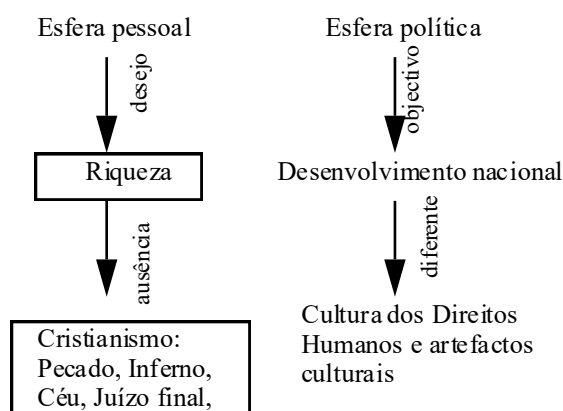 Esfera pessoal
Esfera política
desejo
objectivo
Riqueza
Desenvolvimento nacional
ausência
diferente
Cristianismo:
Pecado, Inferno,
Céu, Juízo final,
Cultura dos Direitos
Humanos e artefactos
culturais